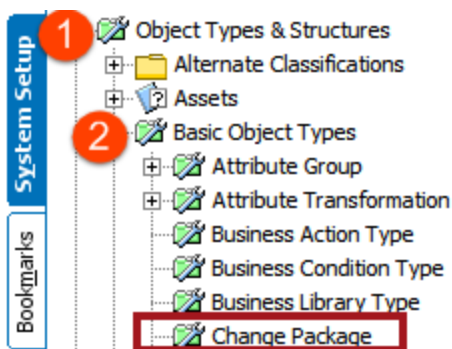 System Setup
Bookmarks
1 Object Types & Structures
Alternate Classifications
Assets
2 Basic Object Types
Attribute Group
Attribute Transformation
Business Action Type
Business Condition Type
Business Library Type
Change Package